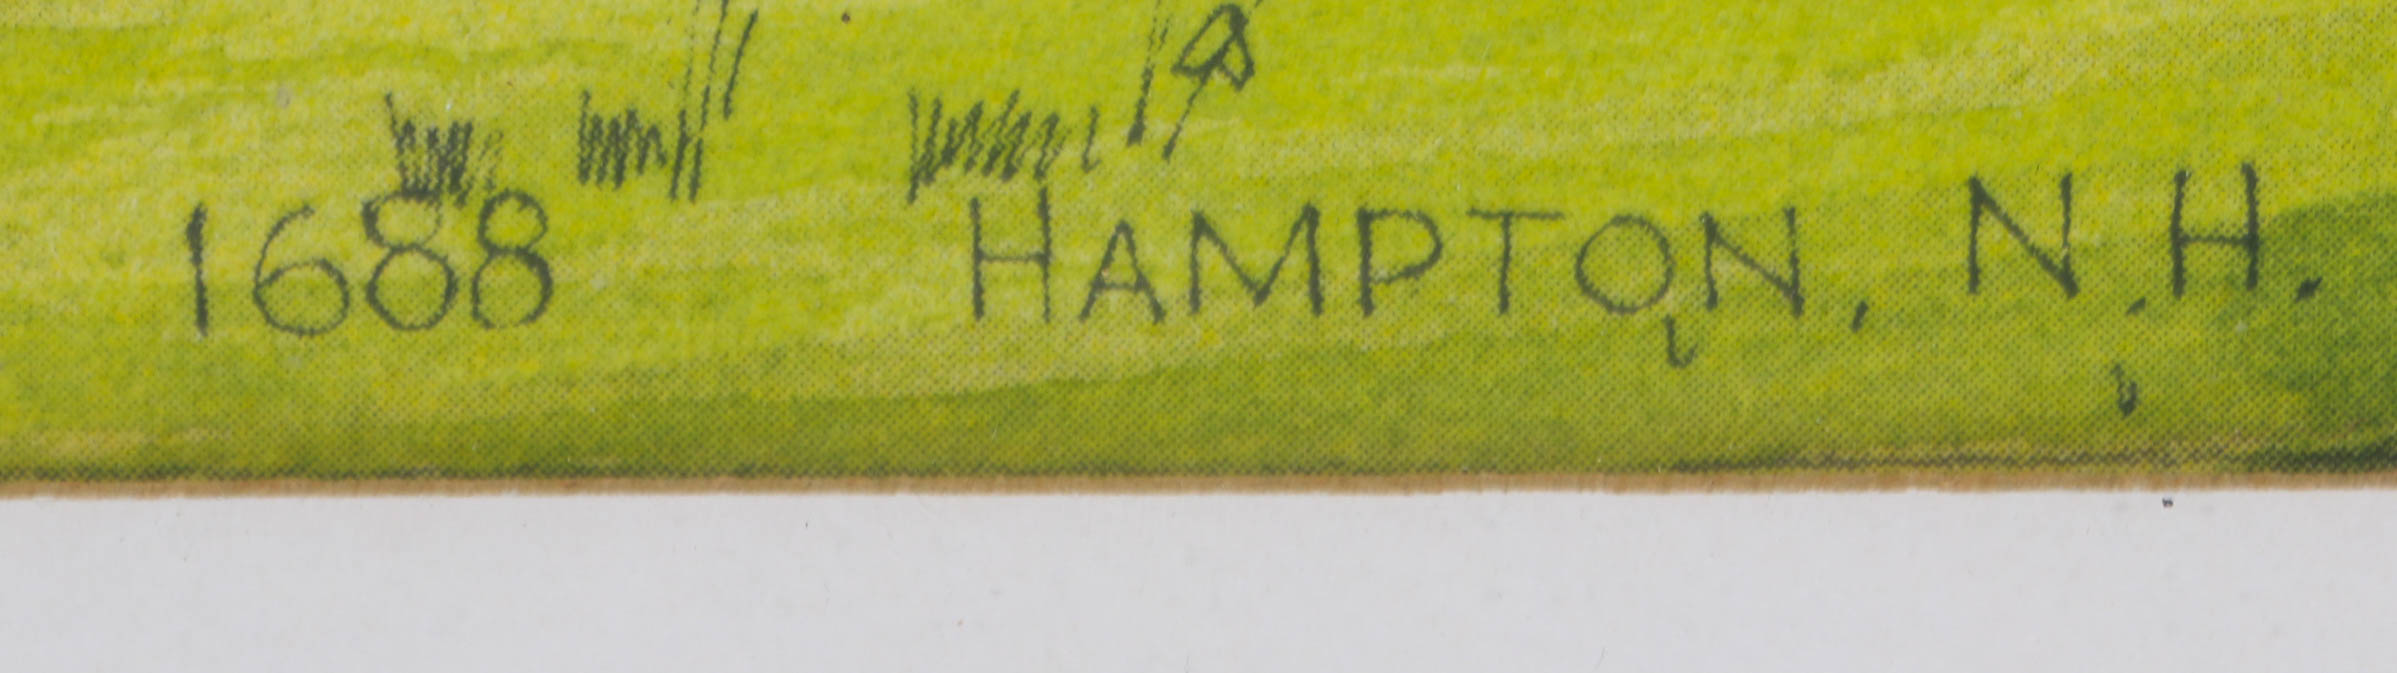 1688 HAMPTON, N.H.